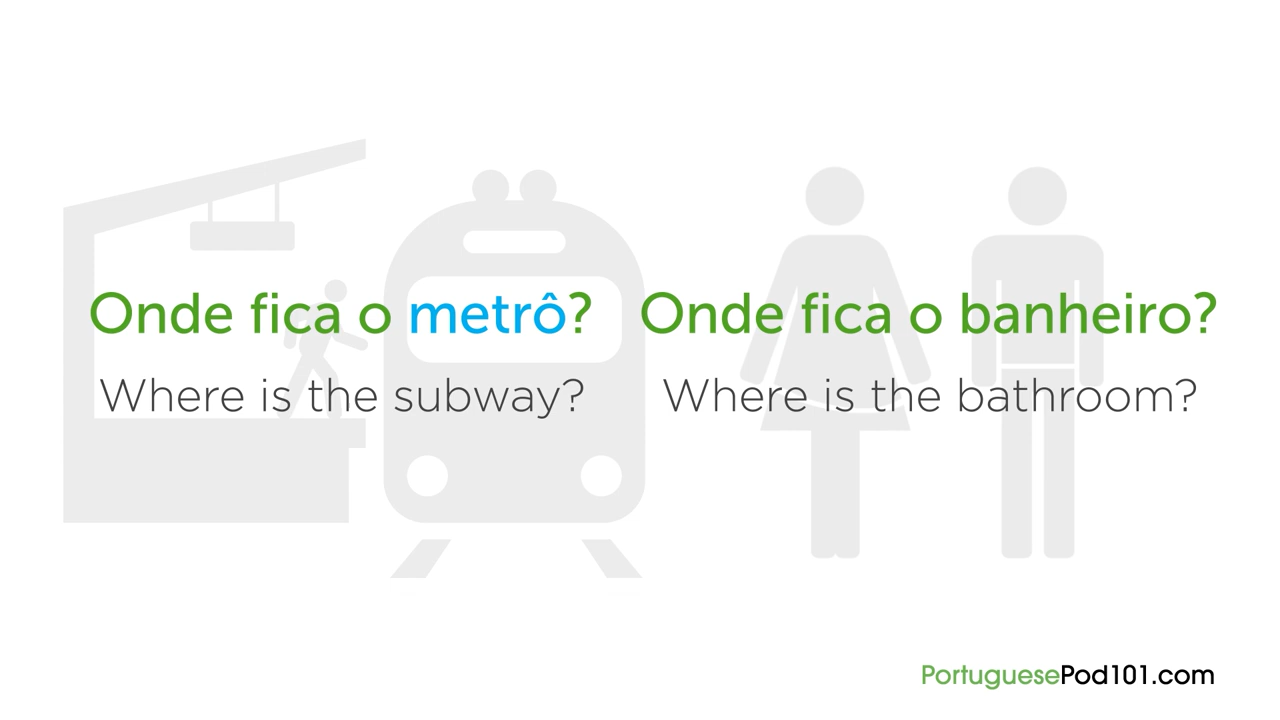 Onde fica o metrô?
Where is the subway?
Onde fica o banheiro?
Where is the bathroom?
PortuguesePod101.com